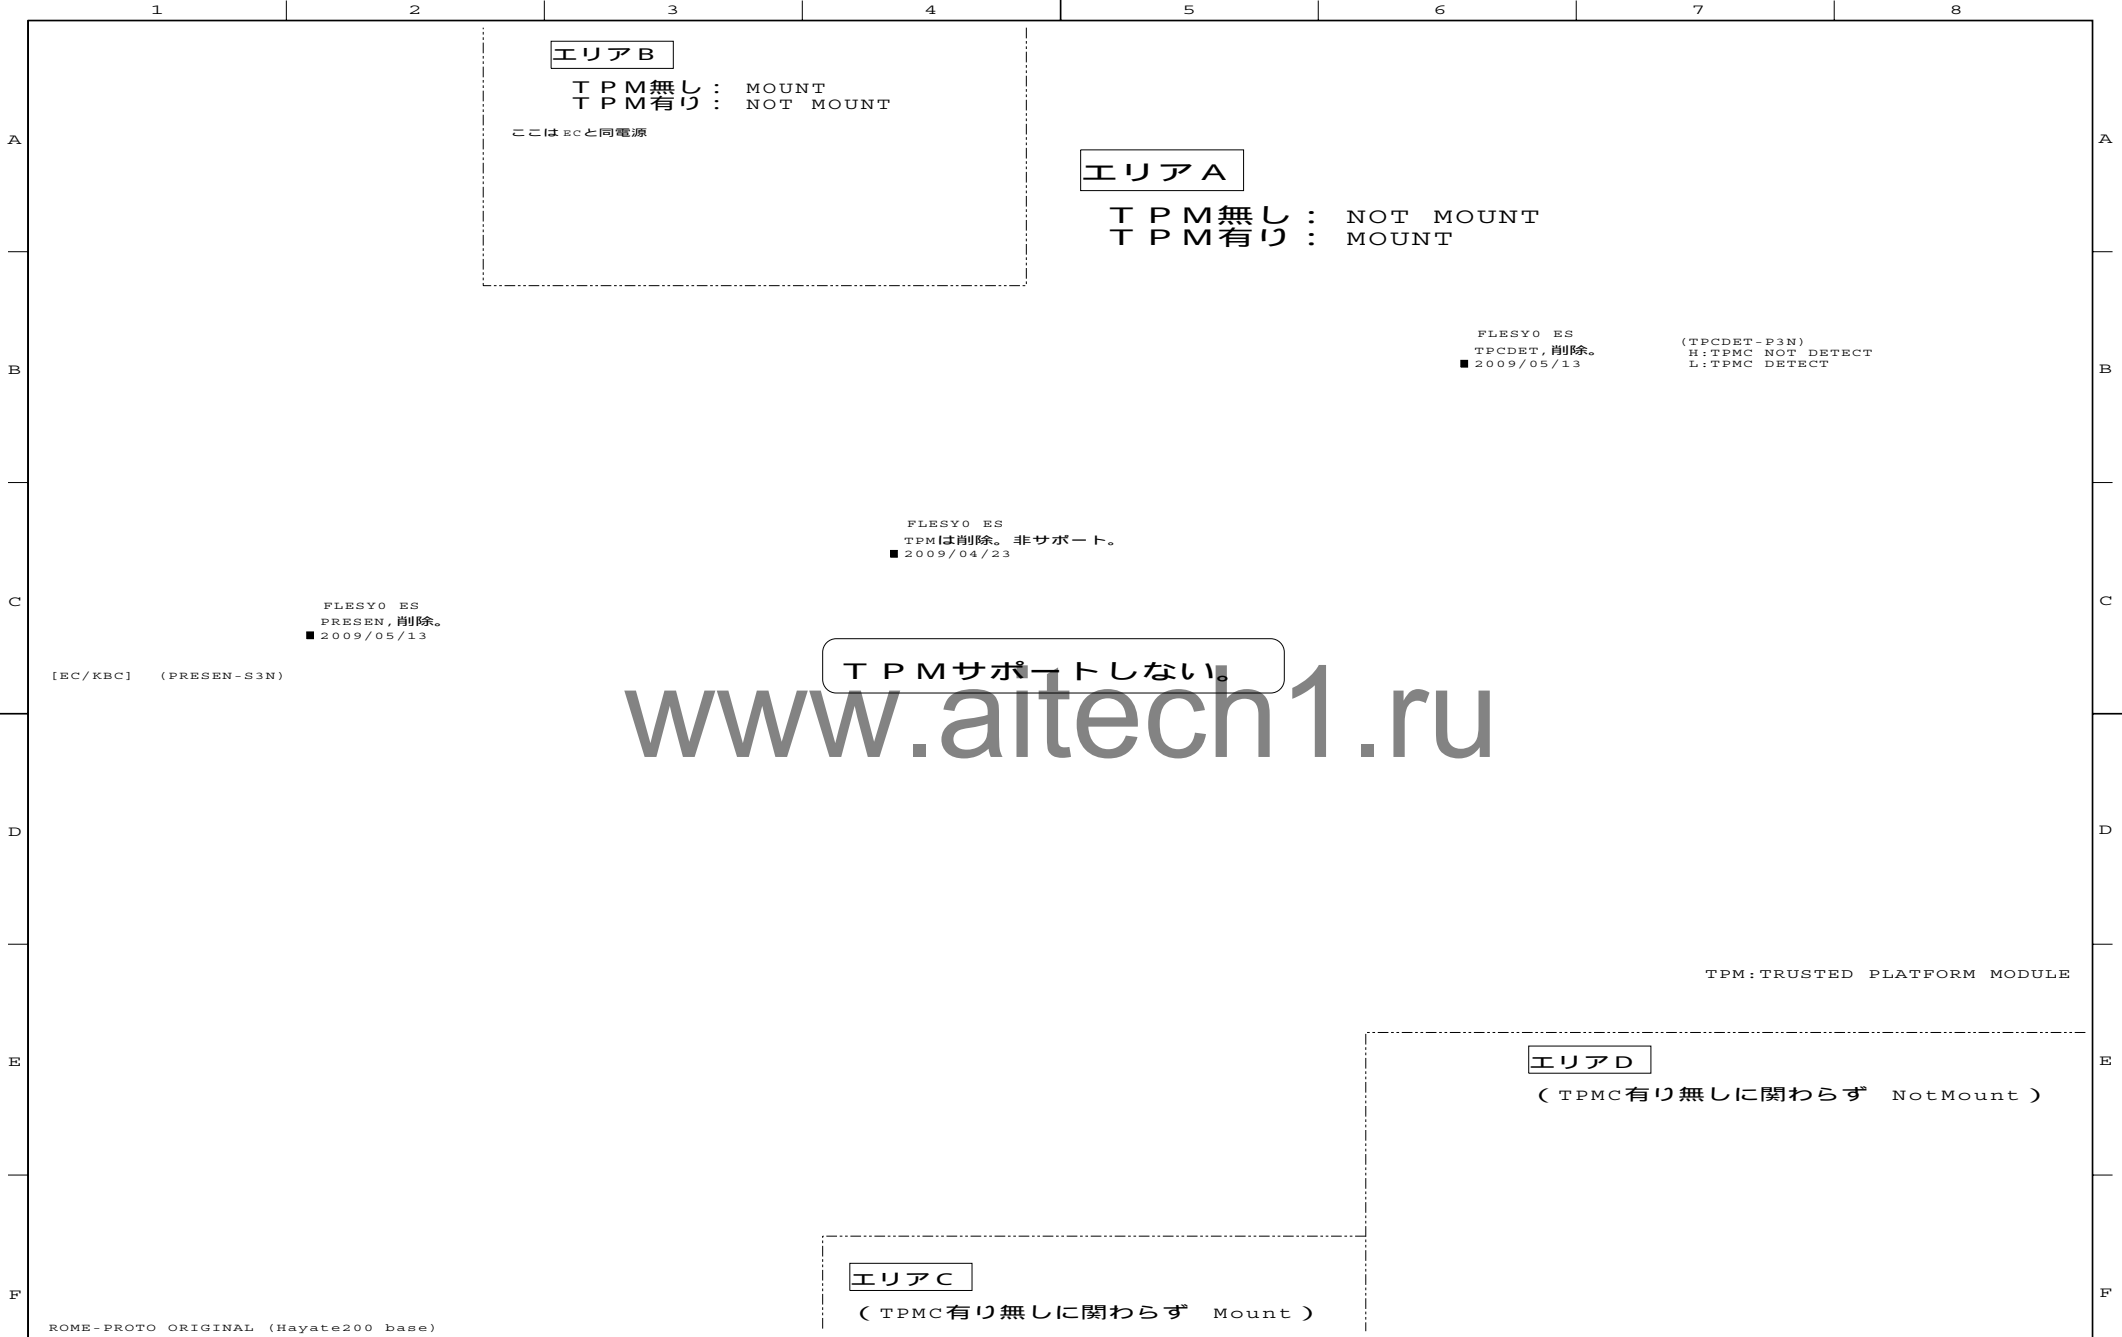 1 2 3 4 5 6 7 8
エリアB
TPM無し： MOUNT
TPM有り： NOT MOUNT
ここはECと同電源
A A
エリアA
TPM無し： NOT MOUNT
TPM有り： MOUNT
FLESY0 ES
TPCDET,削除。
■2009/05/13
(TPCDET-P3N)
H:TPMC NOT DETECT
L:TPMC DETECT
B B
FLESY0 ES
TPMは削除。非サポート。
■2009/04/23
C C
FLESY0 ES
PRESEN,削除。
■2009/05/13
[EC/KBC] (PRESEN-S3N)
TPMサポートしない。
www.aitech1.ru
D D
TPM:TRUSTED PLATFORM MODULE
E E
エリアD
(TPMC有り無しに関わらず NotMount)
エリアC
(TPMC有り無しに関わらず Mount)
F F
ROME-PROTO ORIGINAL (Hayate200 base)